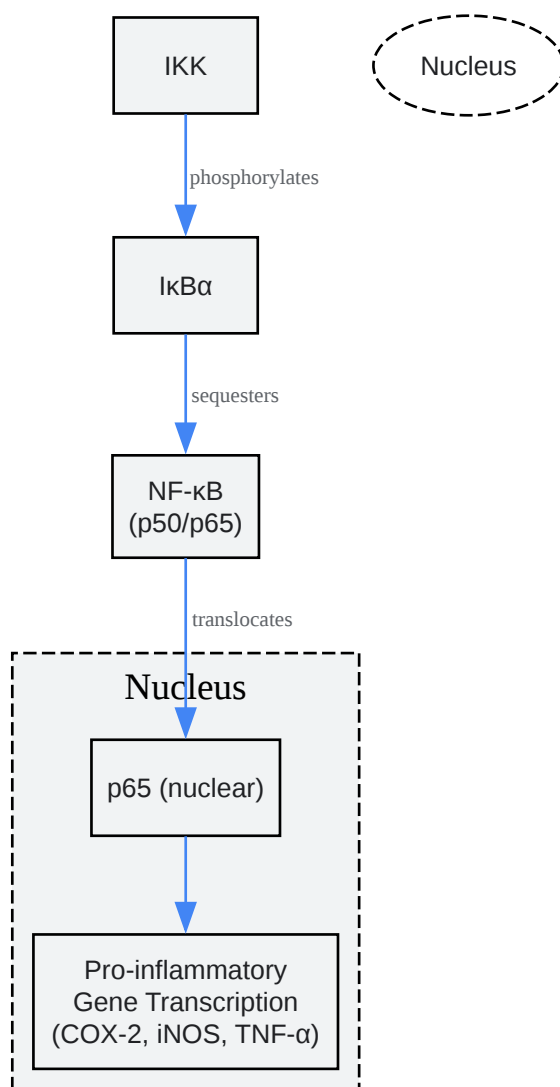 IKK
Nucleus
phosphorylates
IκBα
sequesters
NF-κB
(p50/p65)
translocates
Nucleus
p65 (nuclear)
Pro-inflammatory
Gene Transcription
(COX-2, iNOS, TNF-α)